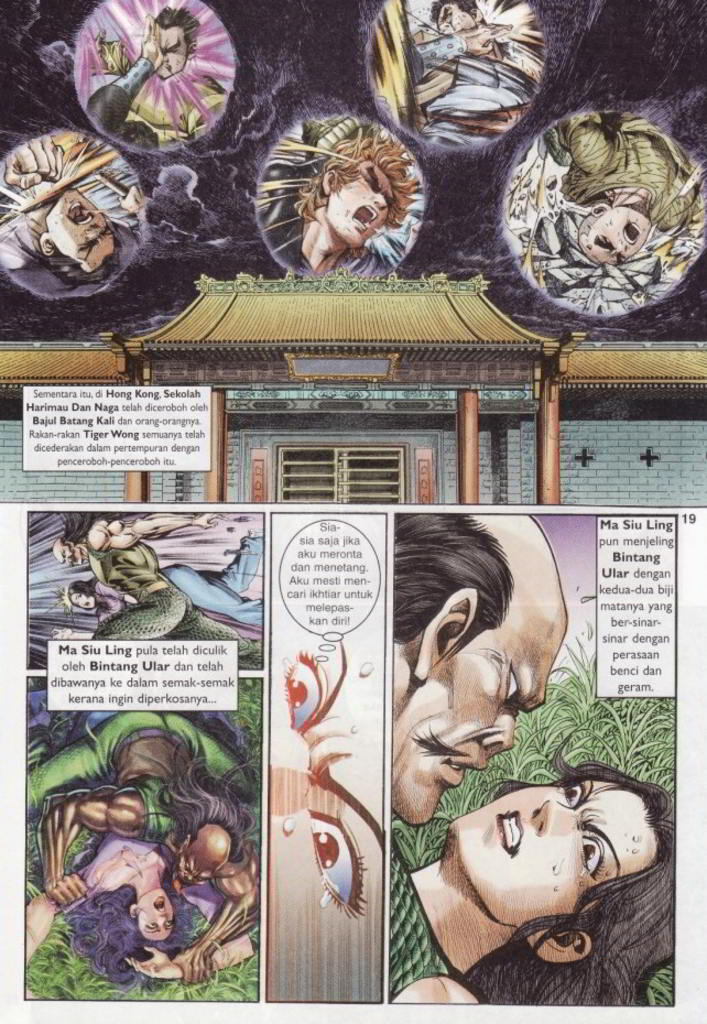 Sementara itu, di Hong Kong, Sekolah
Harimau Dan Naga telah diceroboh oleh
Bajul Batang Kali dan orang-orangnya.
Rakan-rakan Tiger Wong semuanya telah
dicederakan dalam pertempuran dengan
penceroboh-penceroboh itu.
19
Ma Siu Ling pula telah diculik
oleh Bintang Ular dan telah
dibawanya ke dalam semak-semak
kerana ingin diperkosanya...
Sia-
sia saja jika
aku meronta
dan menetang.
Aku mesti men-
cari ikhtiar untuk
melepas-
kan diri!
Ma Siu Ling
pun menjeling
Bintang
Ular dengan
kedua-dua biji
matanya yang
ber-sinar-
sinar dengan
perasaan
benci dan
geram.